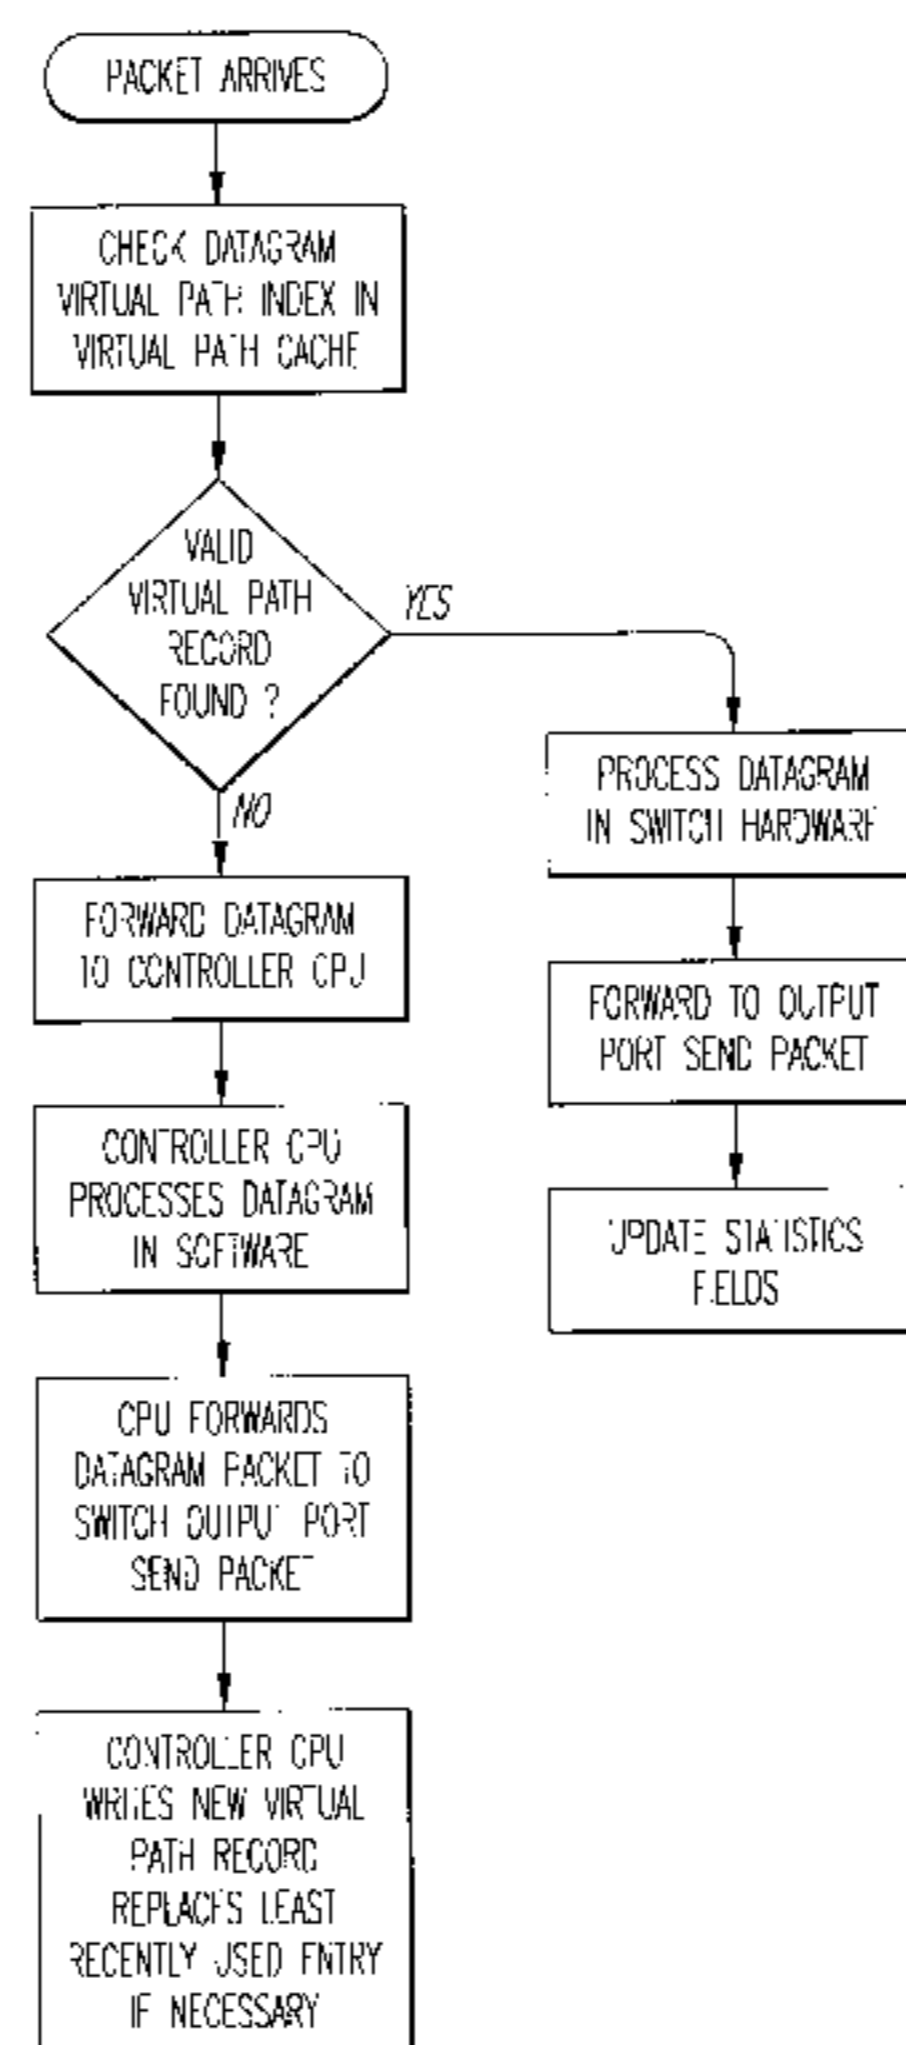 PACKET ARRIVES
CHECK DATAGRAM
VIRTUAL PATH INDEX IN
VIRTUAL PATH CACHE
VALID
VIRTUAL PATH
RECORD
FOUND ?
YES
NO
PROCESS DATAGRAM
IN SWITCH HARDWARE
FORWARD TO OUTPUT
PORT SEND PACKET
UPDATE STATISTICS
FIELDS
FORWARD DATAGRAM
TO CONTROLLER CPU
CONTROLLER CPU
PROCESSES DATAGRAM
IN SOFTWARE
CPU FORWARDS
DATAGRAM PACKET TO
SWITCH OUTPUT PORT
SEND PACKET
CONTROLLER CPU
WRITES NEW VIRTUAL
PATH RECORD
REPLACES LEAST
RECENTLY USED ENTRY
IF NECESSARY